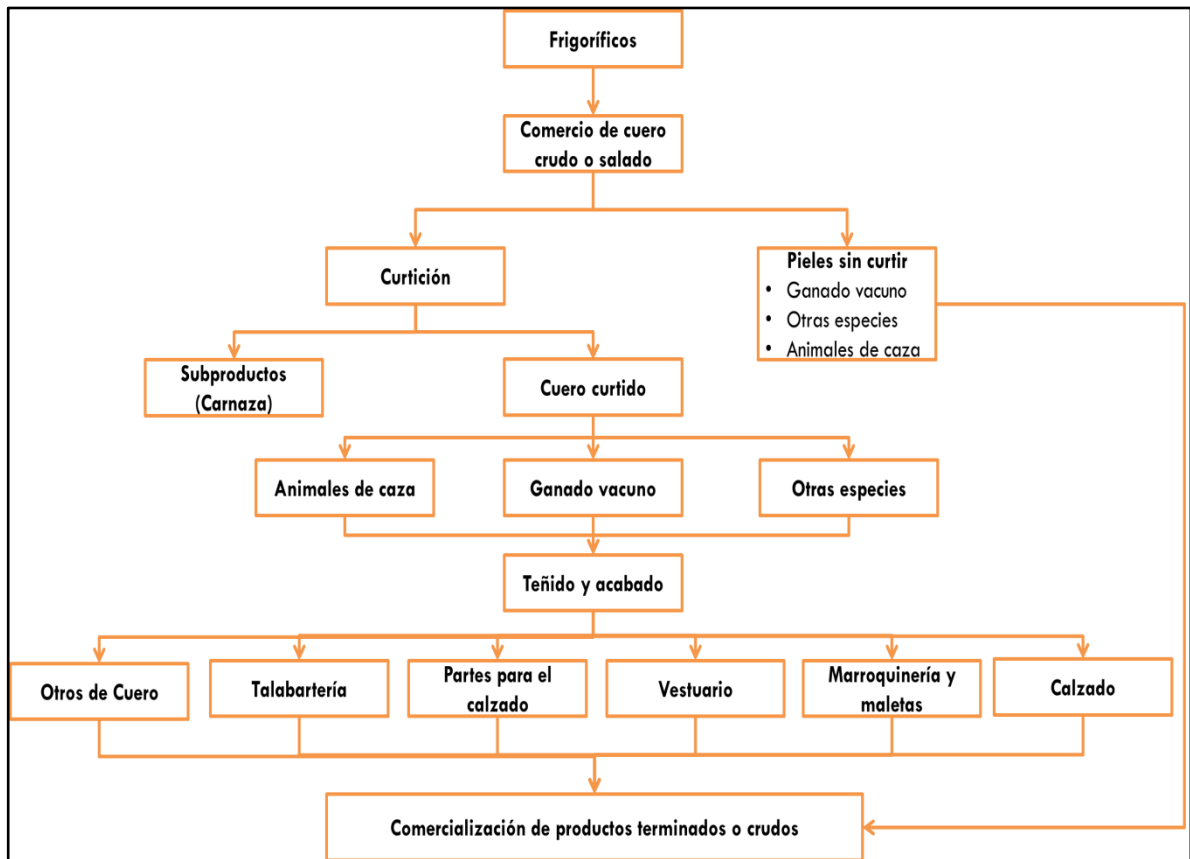 Frigoríficos
Comercio de cuero
crudo o salado
Curtición
Pieles sin curtir
• Ganado vacuno
• Otras especies
• Animales de caza
Subproductos
(Carnaza)
Cuero curtido
Animales de caza
Ganado vacuno
Otras especies
Teñido y acabado
Otros de Cuero
Talabartería
Partes para el
calzado
Vestuario
Marroquinería y
maletas
Calzado
Comercialización de productos terminados o crudos